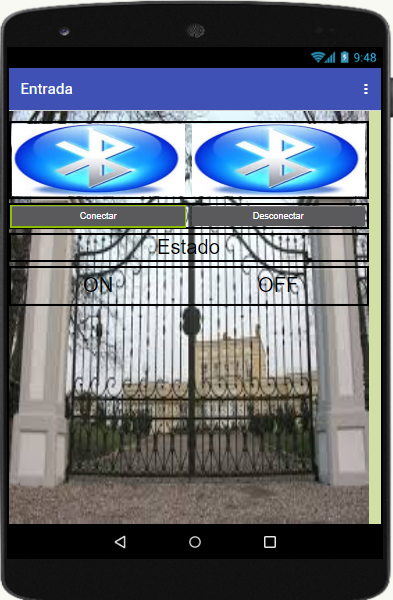 9:48
Entrada
Conectar Desconectar
Estado
ON OFF